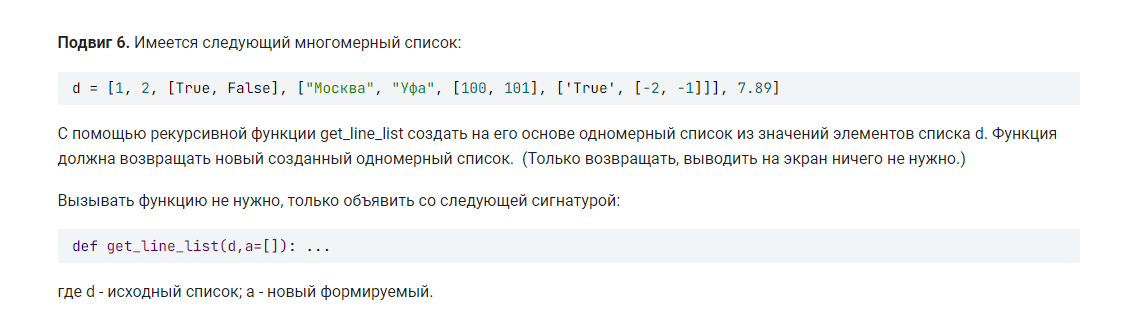 Подвиг 6. Имеется следующий многомерный список:
d = [1, 2, [True, False], ["Москва", "Уфа", [100, 101], ['True', [-2, -1]]], 7.89]
С помощью рекурсивной функции get_line_list создать на его основе одномерный список из значений элементов списка d. Функция
должна возвращать новый созданный одномерный список. (Только возвращать, выводить на экран ничего не нужно.)
Вызывать функцию не нужно, только объявить со следующей сигнатурой:
def get_line_list(d,a=[]): ...
где d - исходный список; a - новый формируемый.